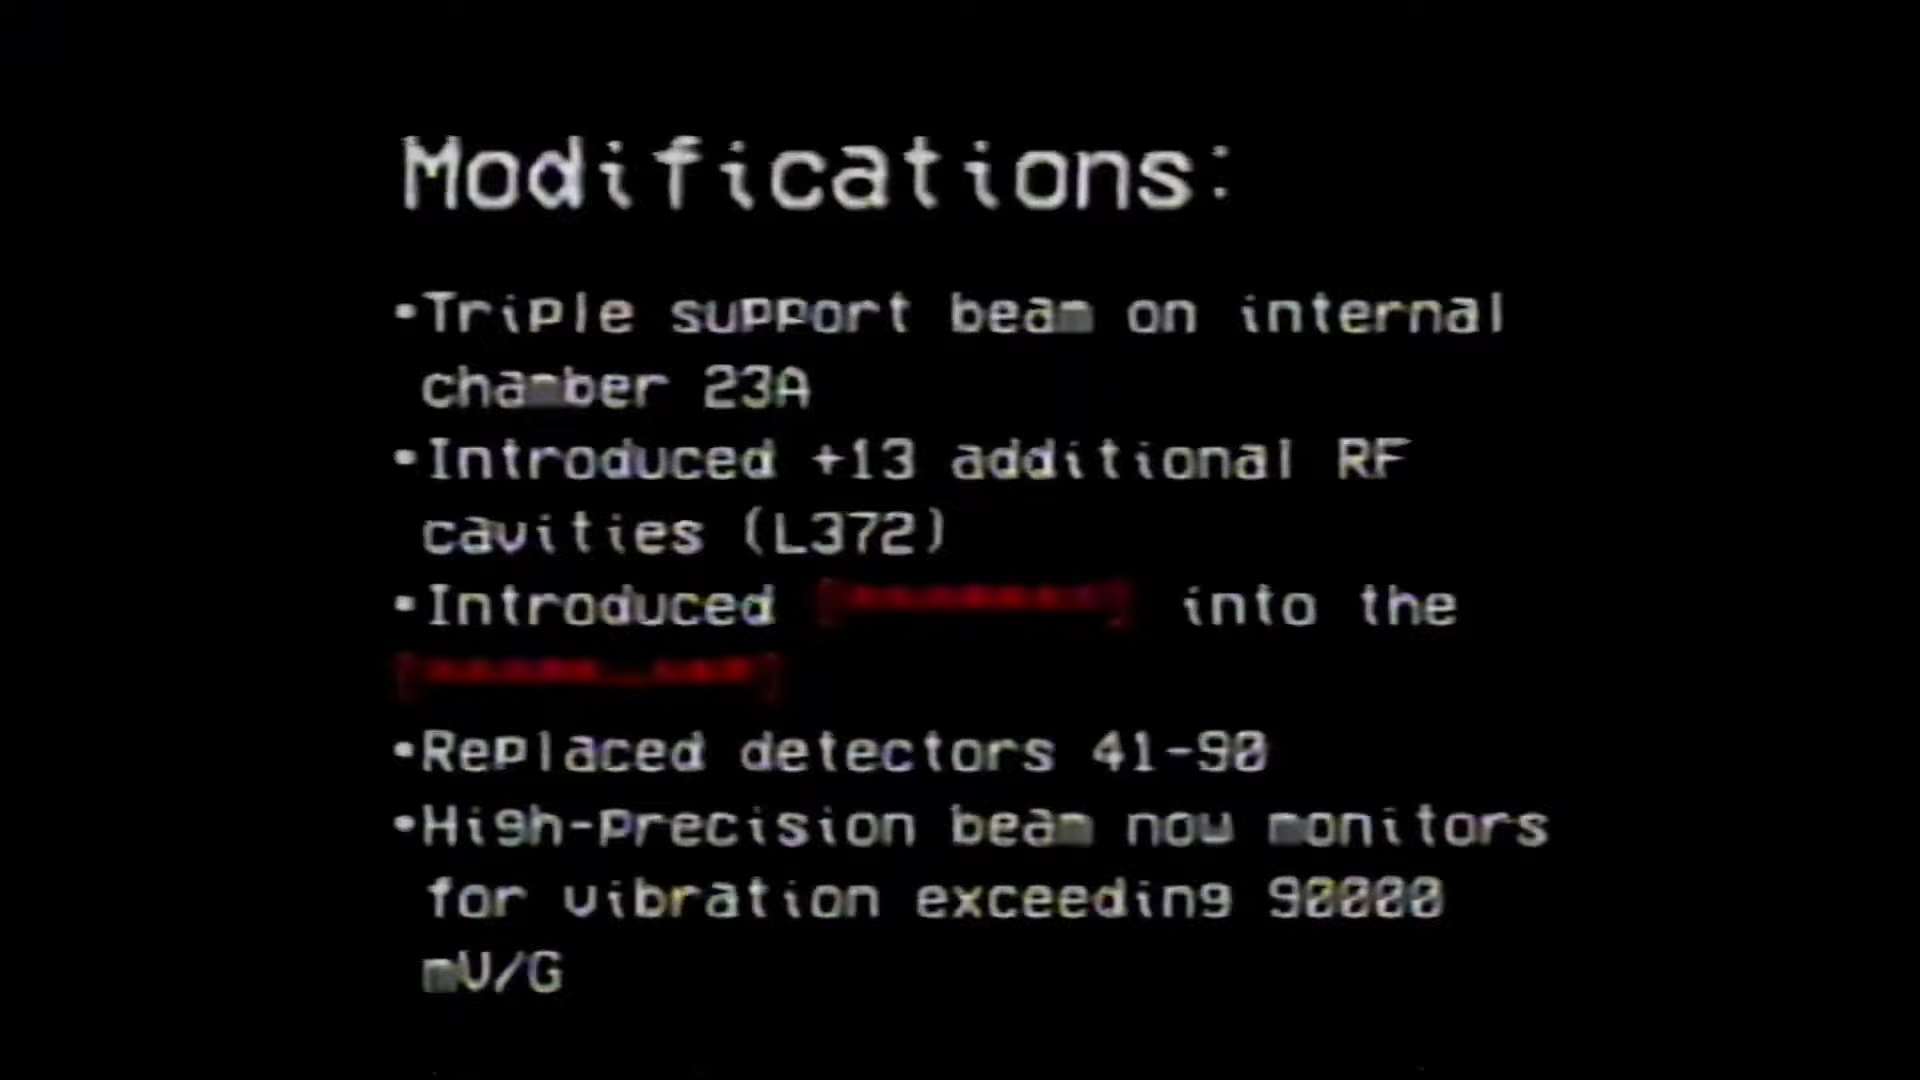 Modifications:
•Triple support beam on internal
chamber 23A
•Introduced +13 additional RF
cavities (L372)
•Introduced into the
•Replaced detectors 41-90
•High-precision beam now monitors
for vibration exceeding 90000
mV/G